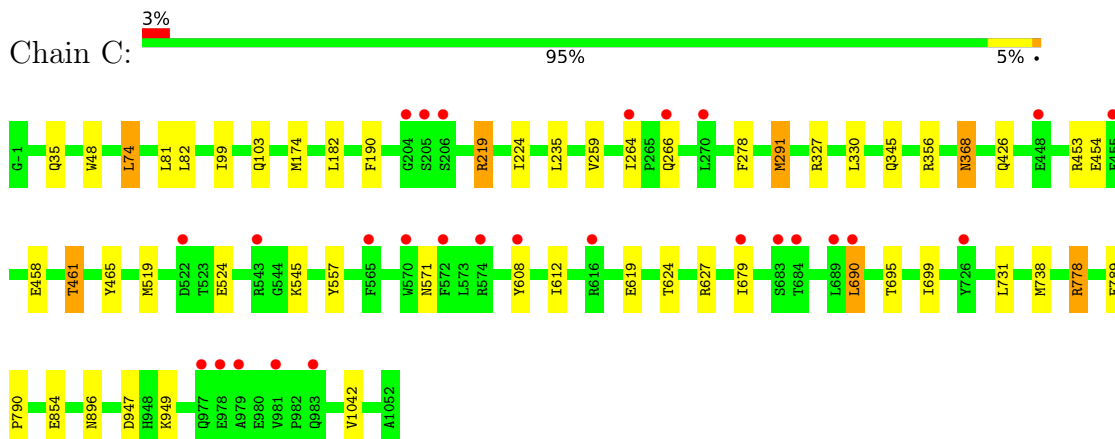 3%
Chain C:
95% 5% •
G-1 Q35 W48 L74 L81 L82 I99 Q103 M174 L182 F190 G204 S205 S206 R219 I224 L235 V259 I264 P265 Q266 L270 F278 M291 R327 L330 Q345 R356 N368 Q426 E448 R453 E454
E458 T461 Y465 M519 D522 T523 E524 R543 G544 K545 Y557 F565 W570 N571 F572 L573 R574 Y608 I612 R616 E619 T624 R627 I679 S683 T684 L689 L690 T695 I699 Y726 L731 M738 R778
P790 E854 N896 D947 H948 K949 Q977 E978 A979 E980 V981 P982 Q983 V1042 A1052